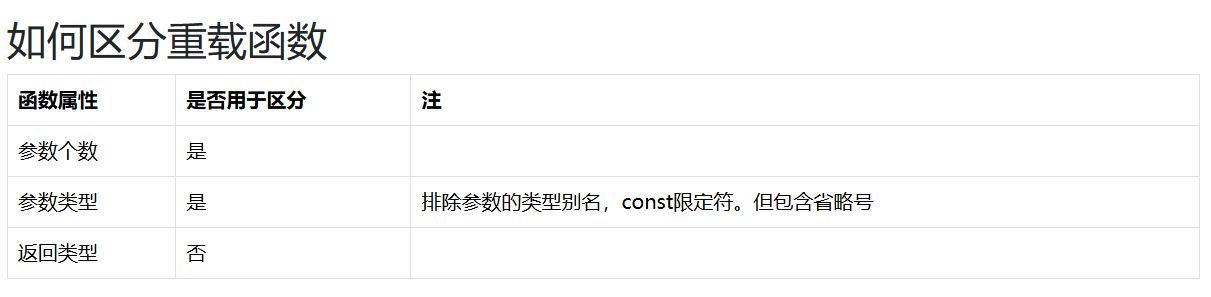 如何区分重载函数
函数属性 是否用于区分 注
参数个数 是
参数类型 是 排除参数的类型别名，const限定符。但包含省略号
返回类型 否